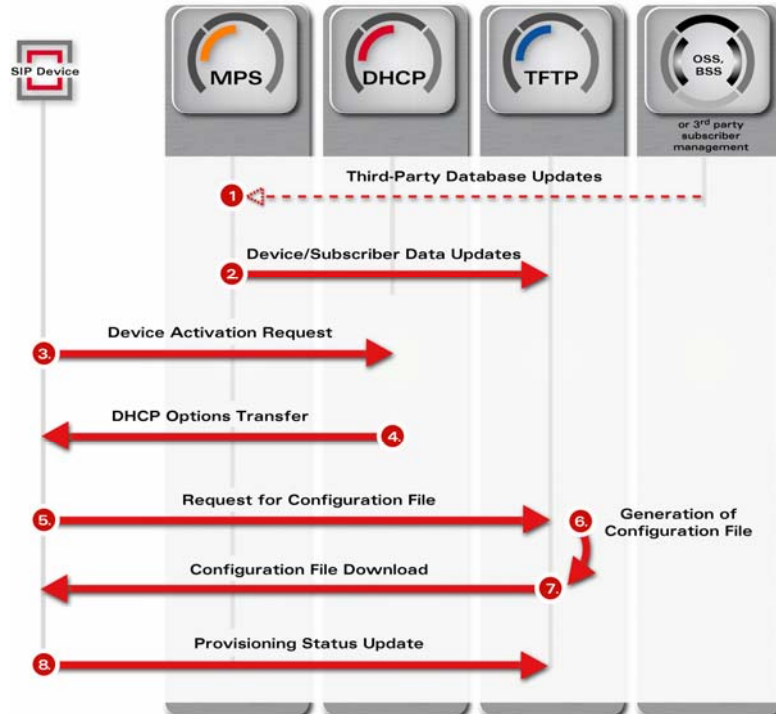 SIP Device
MPS
DHCP
TFTP
OSS,
BSS
or 3rd party
subscriber
management
Third-Party Database Updates
1
Device/Subscriber Data Updates
2.
Device Activation Request
3.
DHCP Options Transfer
4.
Request for Configuration File
5.
6.
Generation of
Configuration File
Configuration File Download
7.
Provisioning Status Update
8.